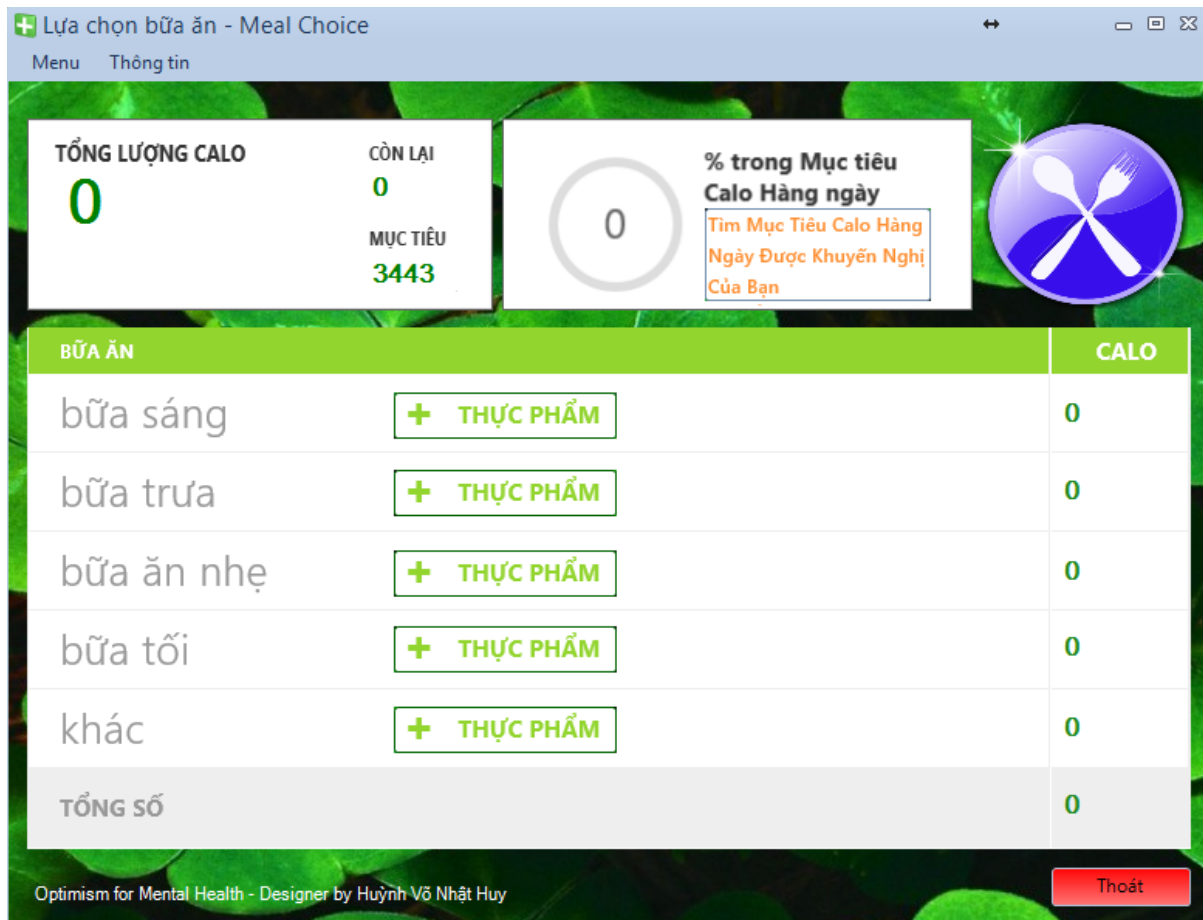 Lựa chọn bữa ăn - Meal Choice
Menu Thông tin
TỔNG LƯỢNG CALO
0
CÒN LẠI
0
MỤC TIÊU
3443
0
% trong Mục tiêu
Calo Hàng ngày
Tìm Mục Tiêu Calo Hàng
Ngày Được Khuyến Nghị
Của Bạn
BỮA ĂN CALO
bữa sáng + THỰC PHẨM 0
bữa trưa + THỰC PHẨM 0
bữa ăn nhẹ + THỰC PHẨM 0
bữa tối + THỰC PHẨM 0
khác + THỰC PHẨM 0
TỔNG SỐ 0
Optimism for Mental Health - Designer by Huỳnh Võ Nhật Huy
Thoát